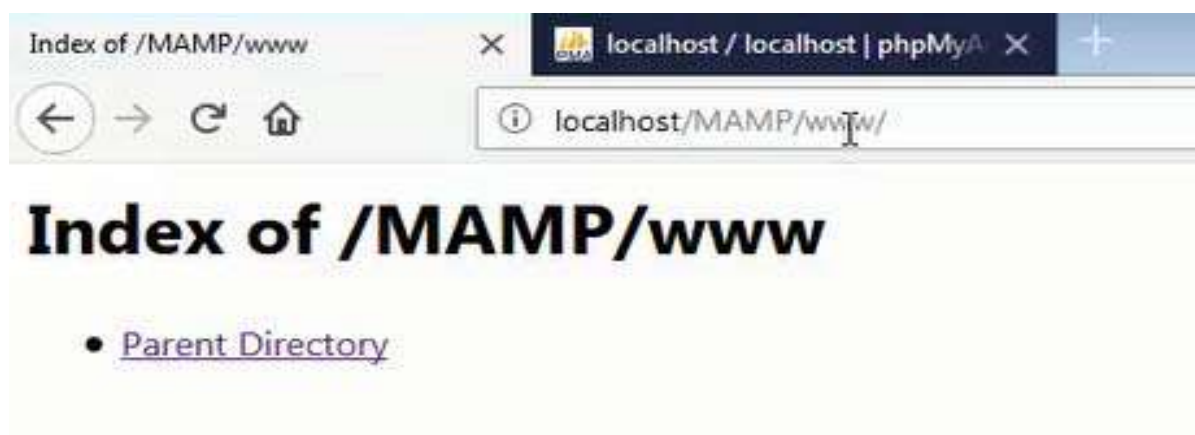 Index of /MAMP/www
localhost / localhost | phpMyA
localhost/MAMP/www/
Index of /MAMP/www
Parent Directory